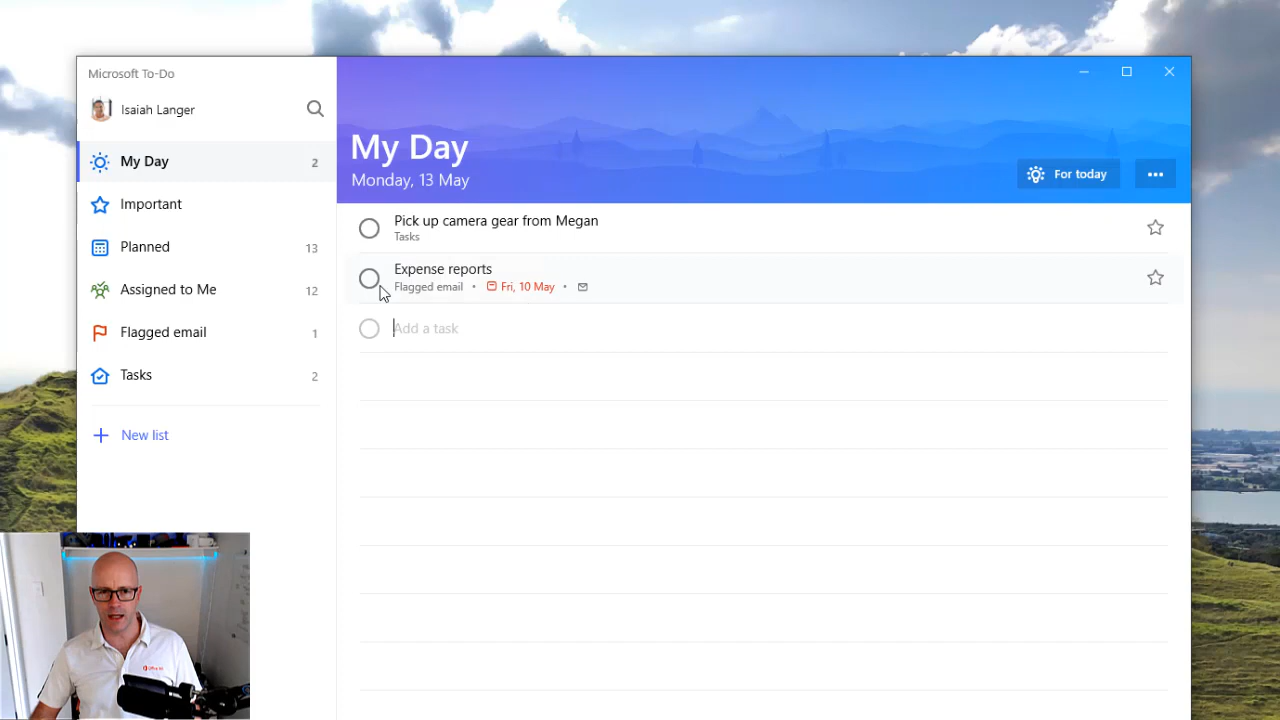 Microsoft To-Do
Isaiah Langer
My Day 2
Important
Planned 13
Assigned to Me 12
Flagged email 1
Tasks 2
New list
My Day
Monday, 13 May
For today
Pick up camera gear from Megan
Tasks
Expense reports
Flagged email • Fri, 10 May •
Add a task